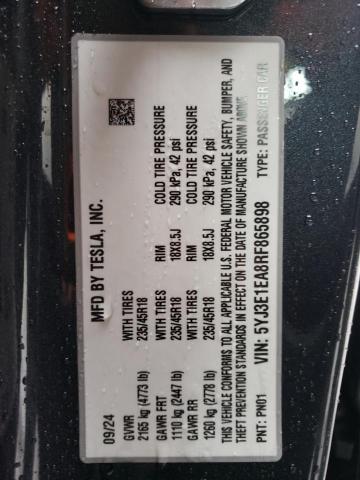 MFD BY TESLA, INC.
09/24
GVWR WITH TIRES RIM COLD TIRE PRESSURE
2165 kg (4773 lb) 235/45R18 18X8.5J 290 kPa, 42 psi
GAWR FRT WITH TIRES RIM COLD TIRE PRESSURE
1110 kg (2447 lb) 235/45R18 18X8.5J 290 kPa, 42 psi
GAWR RR
1260 kg (2778 lb)
THIS VEHICLE CONFORMS TO ALL APPLICABLE U.S. FEDERAL MOTOR VEHICLE SAFETY, BUMPER, AND
THEFT PREVENTION STANDARDS IN EFFECT ON THE DATE OF MANUFACTURE SHOWN ABOVE
VIN: 5YJ3E1EA8RF865898
PNT: PN01 TYPE: PASSENGER CAR